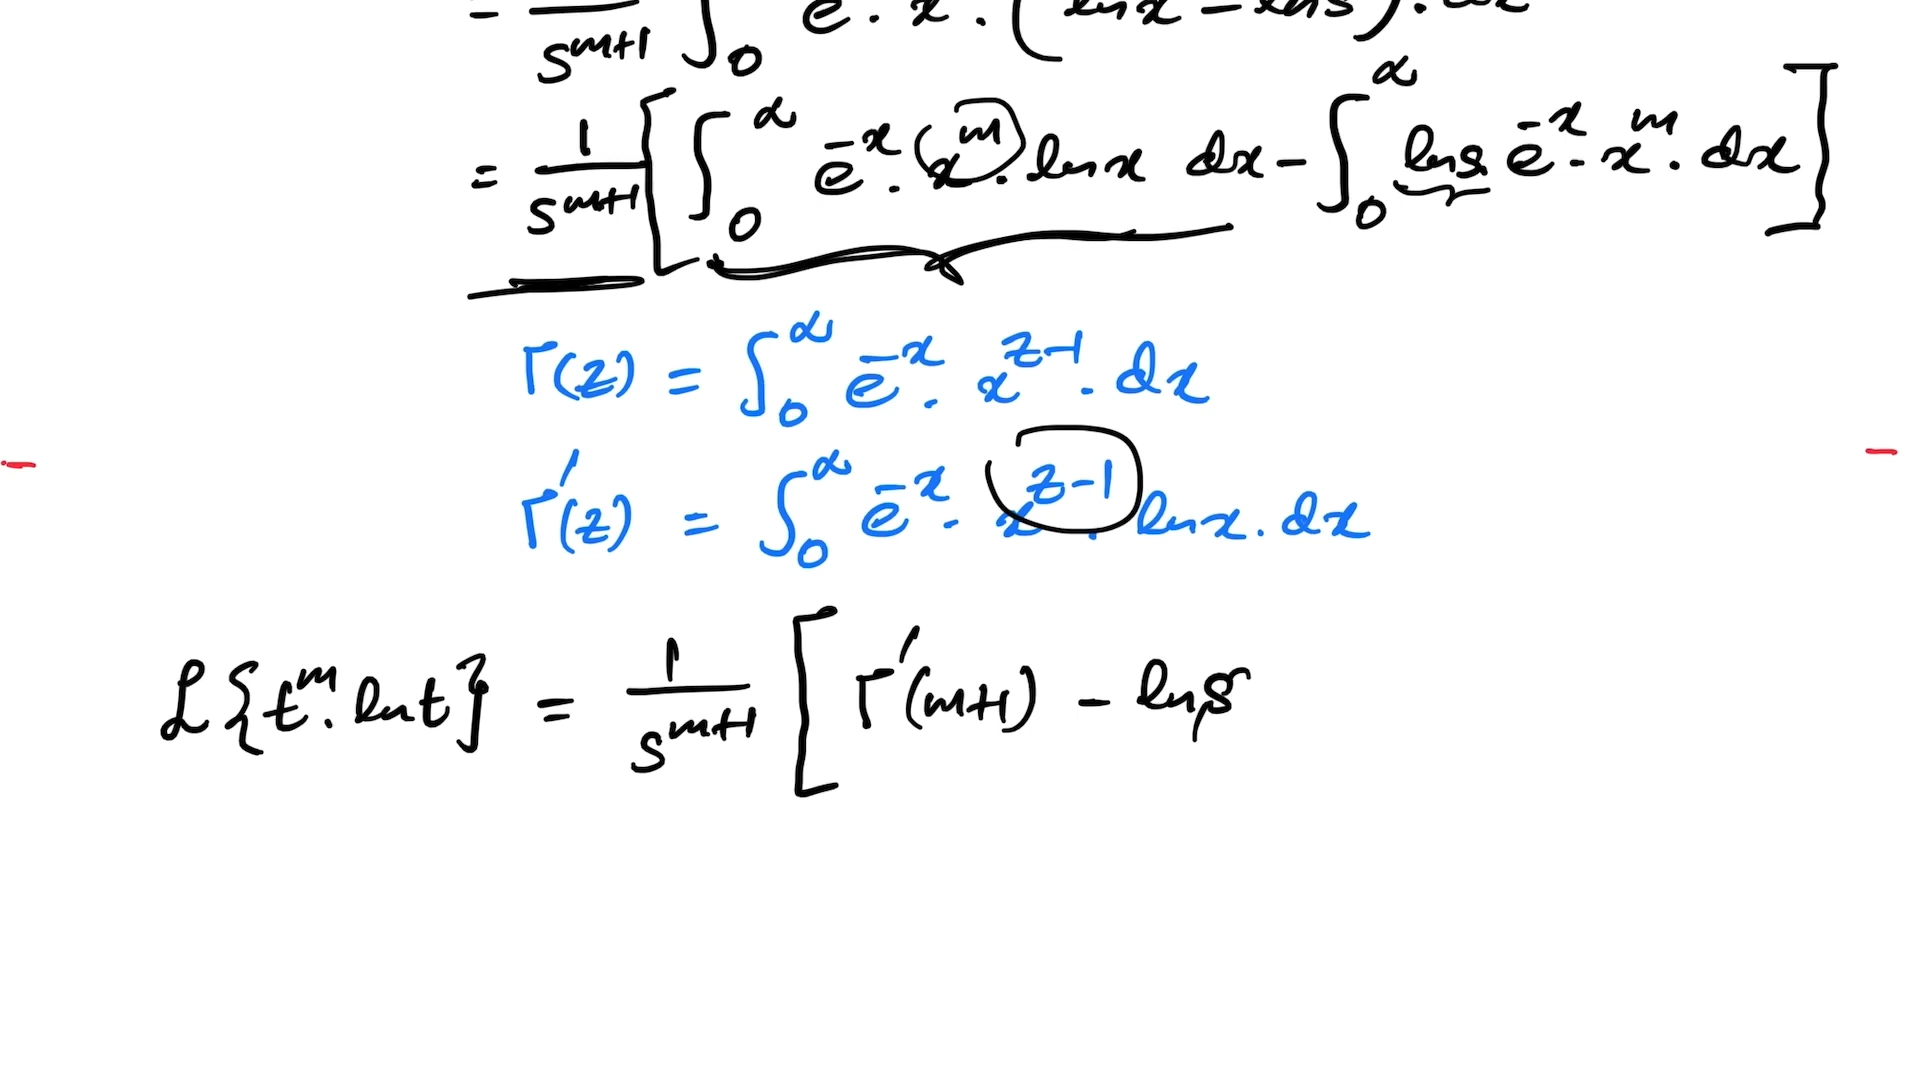 = 1/s^{m+1} ∫_0^∝ e^{-x} · x · (ln x − ln s) · dx
= 1/s^{m+1} [ ∫_0^∝ e^{-x} · x^m · ln x dx − ∫_0^∝ ln s · e^{-x} · x^m · dx ]
Γ(z) = ∫_0^∝ e^{-x} · x^{z-1} · dx
Γ′(z) = ∫_0^∝ e^{-x} · x^{z-1} · ln x · dx
ℒ{t^m · ln t} = 1/s^{m+1} [ Γ′(m+1) − ln s